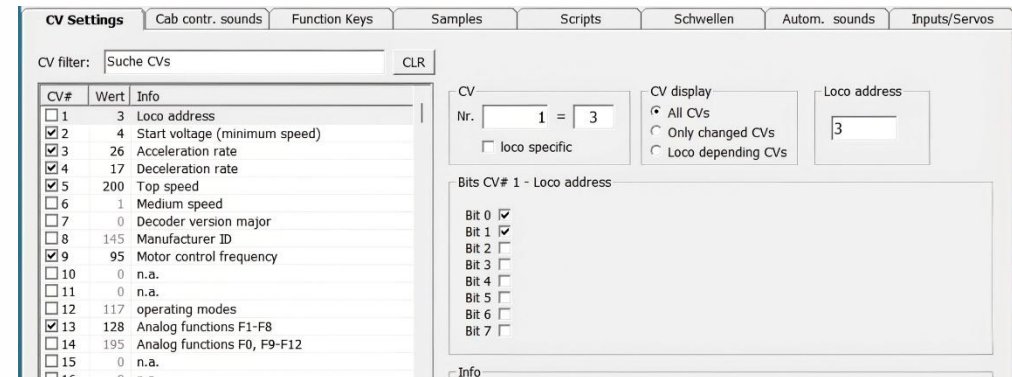 CV Settings Cab contr. sounds Function Keys Samples Scripts Schwellen Autom. sounds Inputs/Servos
CV filter: Suche CVs CLR
CV# Wert Info
1 3 Loco address
2 4 Start voltage (minimum speed)
3 26 Acceleration rate
4 17 Deceleration rate
5 200 Top speed
6 1 Medium speed
7 0 Decoder version major
8 145 Manufacturer ID
9 95 Motor control frequency
10 0 n.a.
11 0 n.a.
12 117 operating modes
13 128 Analog functions F1-F8
14 195 Analog functions F0, F9-F12
15 0 n.a.
CV
Nr. 1 = 3
loco specific
CV display
All CVs
Only changed CVs
Loco depending CVs
Loco address
3
Bits CV# 1 - Loco address
Bit 0
Bit 1
Bit 2
Bit 3
Bit 4
Bit 5
Bit 6
Bit 7
Info